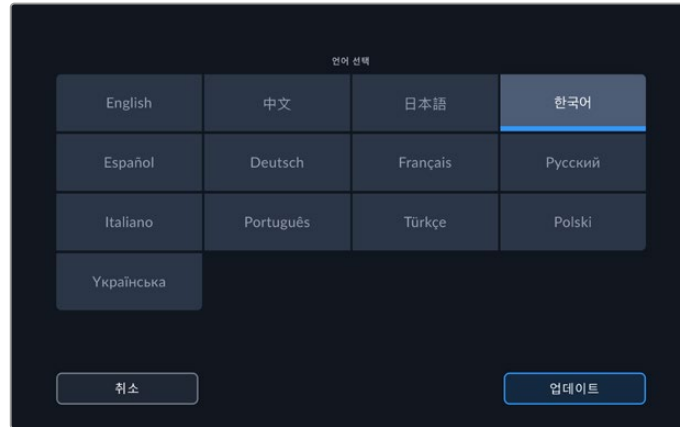 언어 선택
English 中文 日本語 한국어
Español Deutsch Français Русский
Italiano Português Türkçe Polski
Українська
취소 업데이트